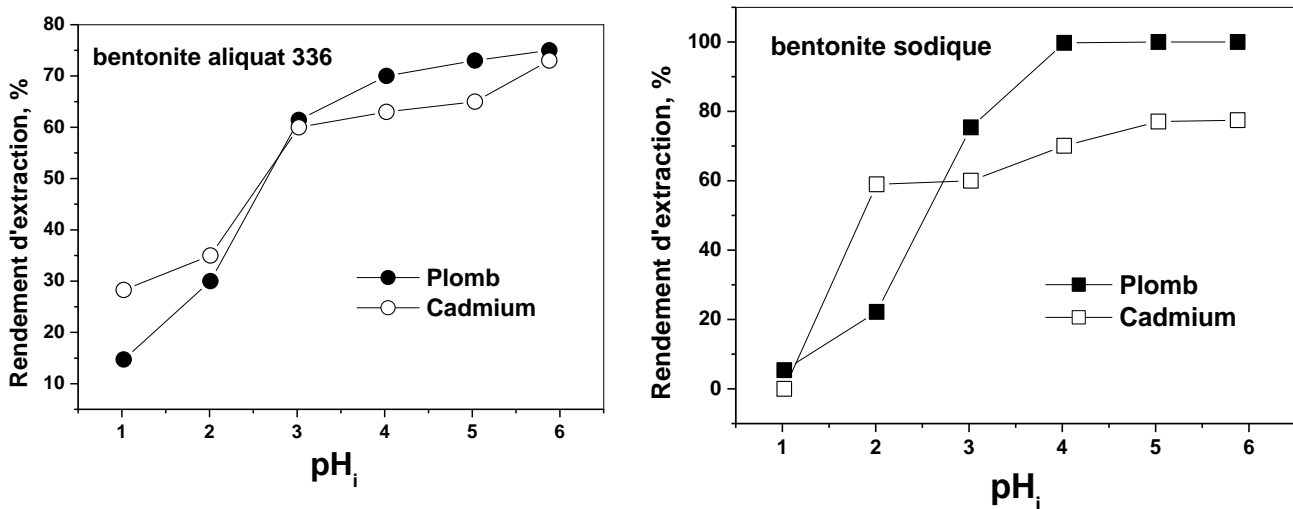 bentonite aliquat 336
Rendement d'extraction, %
80
70
60
50
40
30
20
10
Plomb
Cadmium
1 2 3 4 5 6
pHi
bentonite sodique
Rendement d'extraction, %
100
80
60
40
20
0
Plomb
Cadmium
1 2 3 4 5 6
pHi